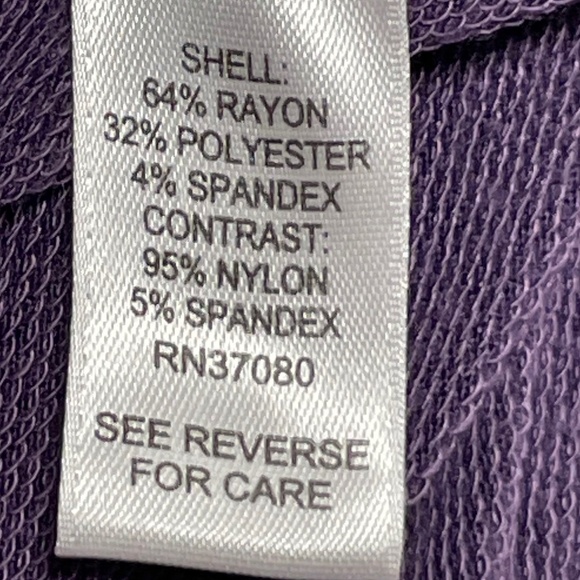 SHELL:
64% RAYON
32% POLYESTER
4% SPANDEX
CONTRAST:
95% NYLON
5% SPANDEX
RN37080
SEE REVERSE
FOR CARE